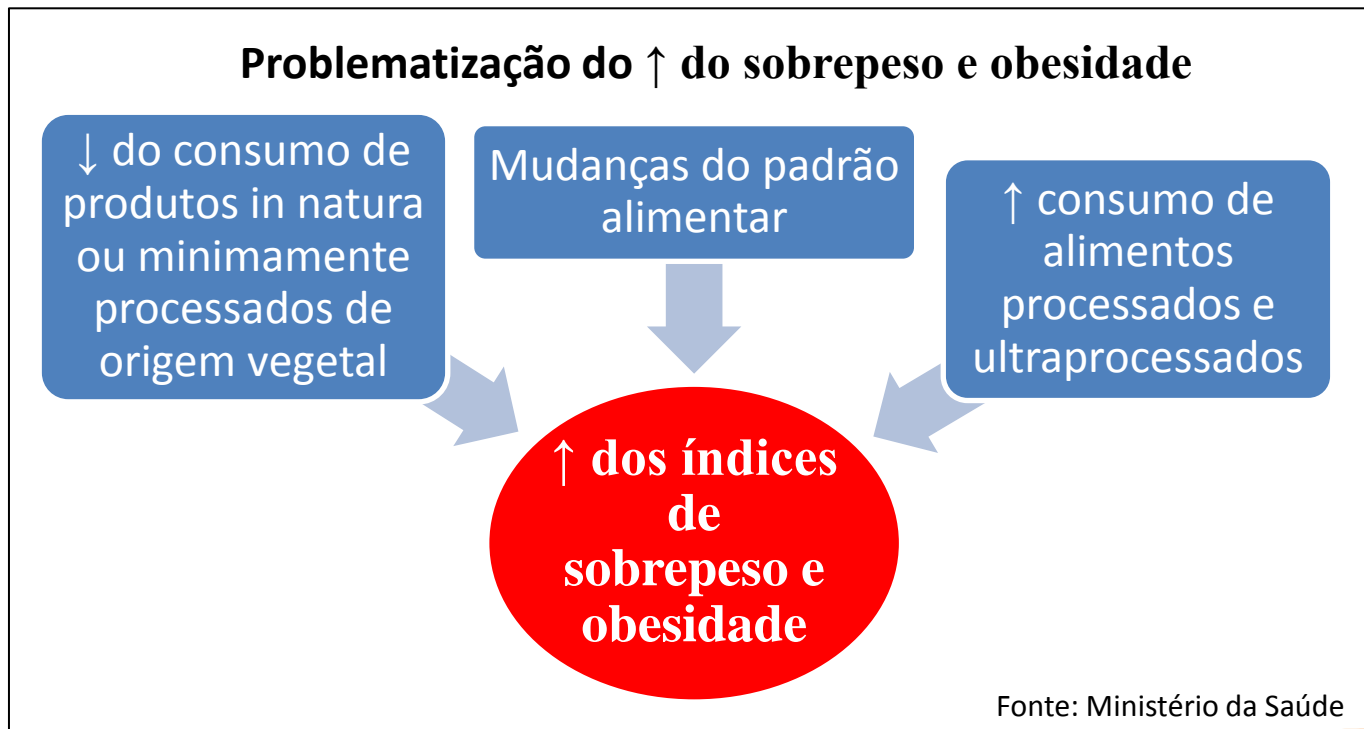 Problematização do ↑ do sobrepeso e obesidade
↓ do consumo de
produtos in natura
ou minimamente
processados de
origem vegetal
Mudanças do padrão
alimentar
↑ consumo de
alimentos
processados e
ultraprocessados
↑ dos índices
de
sobrepeso e
obesidade
Fonte: Ministério da Saúde